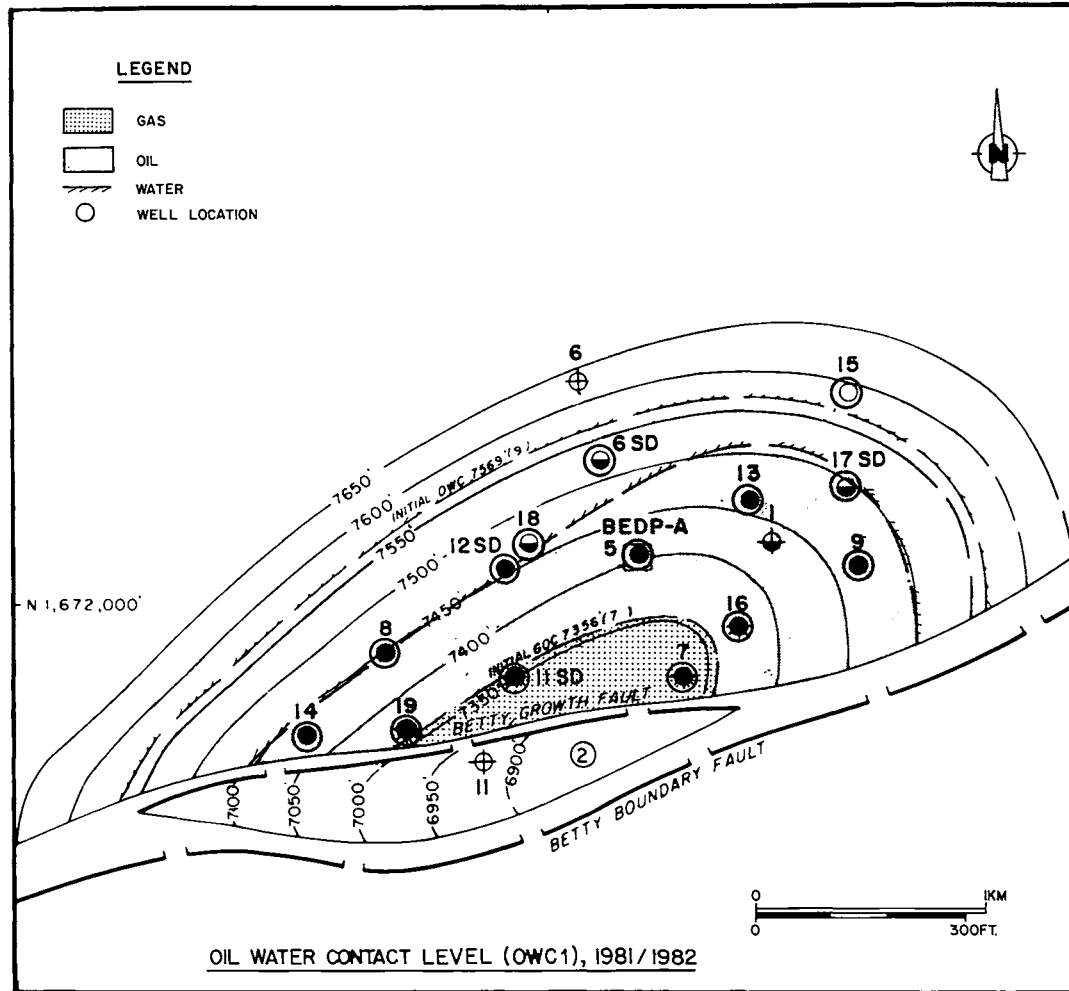 LEGEND
GAS
OIL
WATER
WELL LOCATION
N
6
15
7650'
7600'
INITIAL OWC 7569'(9)
7550'
7500'
7450'
7400'
7350'
6 SD
17 SD
13
1
18
12 SD
BEDP-A
5
9
N 1,672,000'
8
16
INITIAL GOC 7356'(7)
11 SD
7
BETTY GROWTH FAULT
14
19
11
2
6900'
7100'
7050'
7000'
6950'
BETTY BOUNDARY FAULT
0 1KM
0 300FT.
OIL WATER CONTACT LEVEL (OWC1), 1981/1982